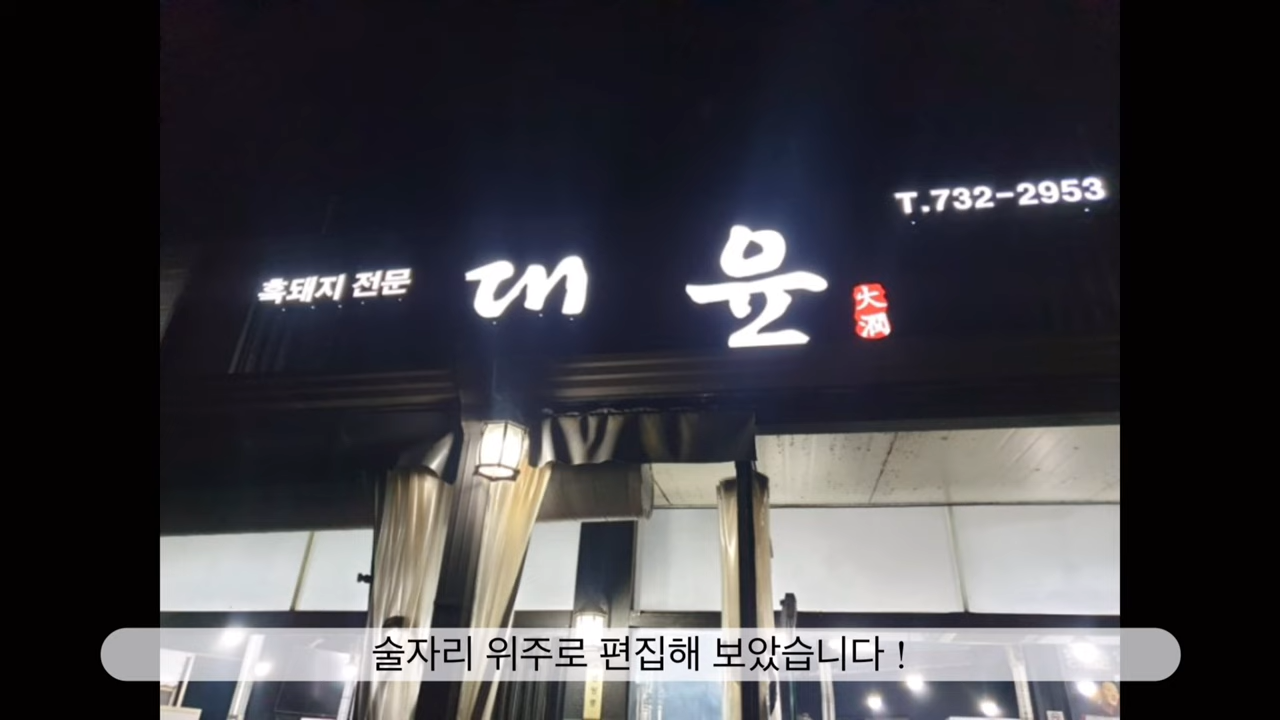 T.732-2953
흑돼지 전문
대윤
大潤
술자리 위주로 편집해 보았습니다 !